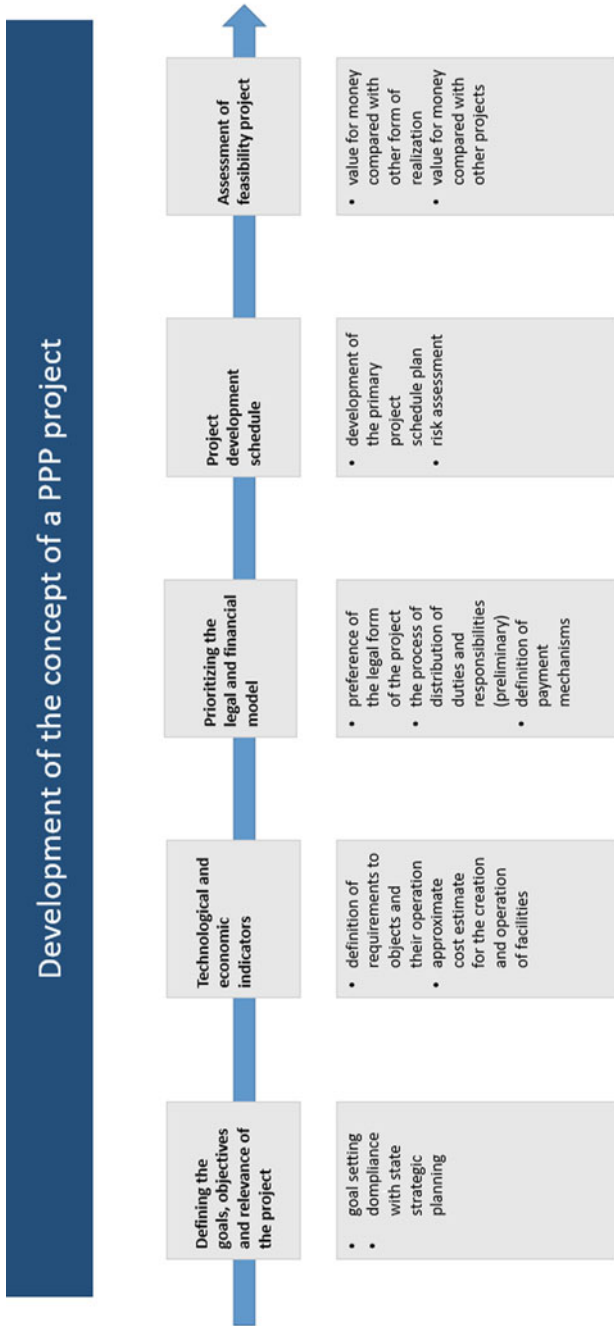 Development of the concept of a PPP project
Defining the
goals, objectives
and relevance of
the project
• goal setting
• dompliance
with state
strategic
planning
Technological and
economic
indicators
• definition of
requirements to
objects and
their operation
• approximate
cost estimate
for the creation
and operation
of facilities
Prioritizing the
legal and financial
model
• preference of
the legal form
of the project
• the process of
distribution of
duties and
responsibilities
(preliminary)
• definition of
payment
mechanisms
Project
development
schedule
• development of
the primary
project
schedule plan
• risk assessment
Assessment of
feasibility project
• value for money
compared with
other form of
realization
• value for money
compared with
other projects